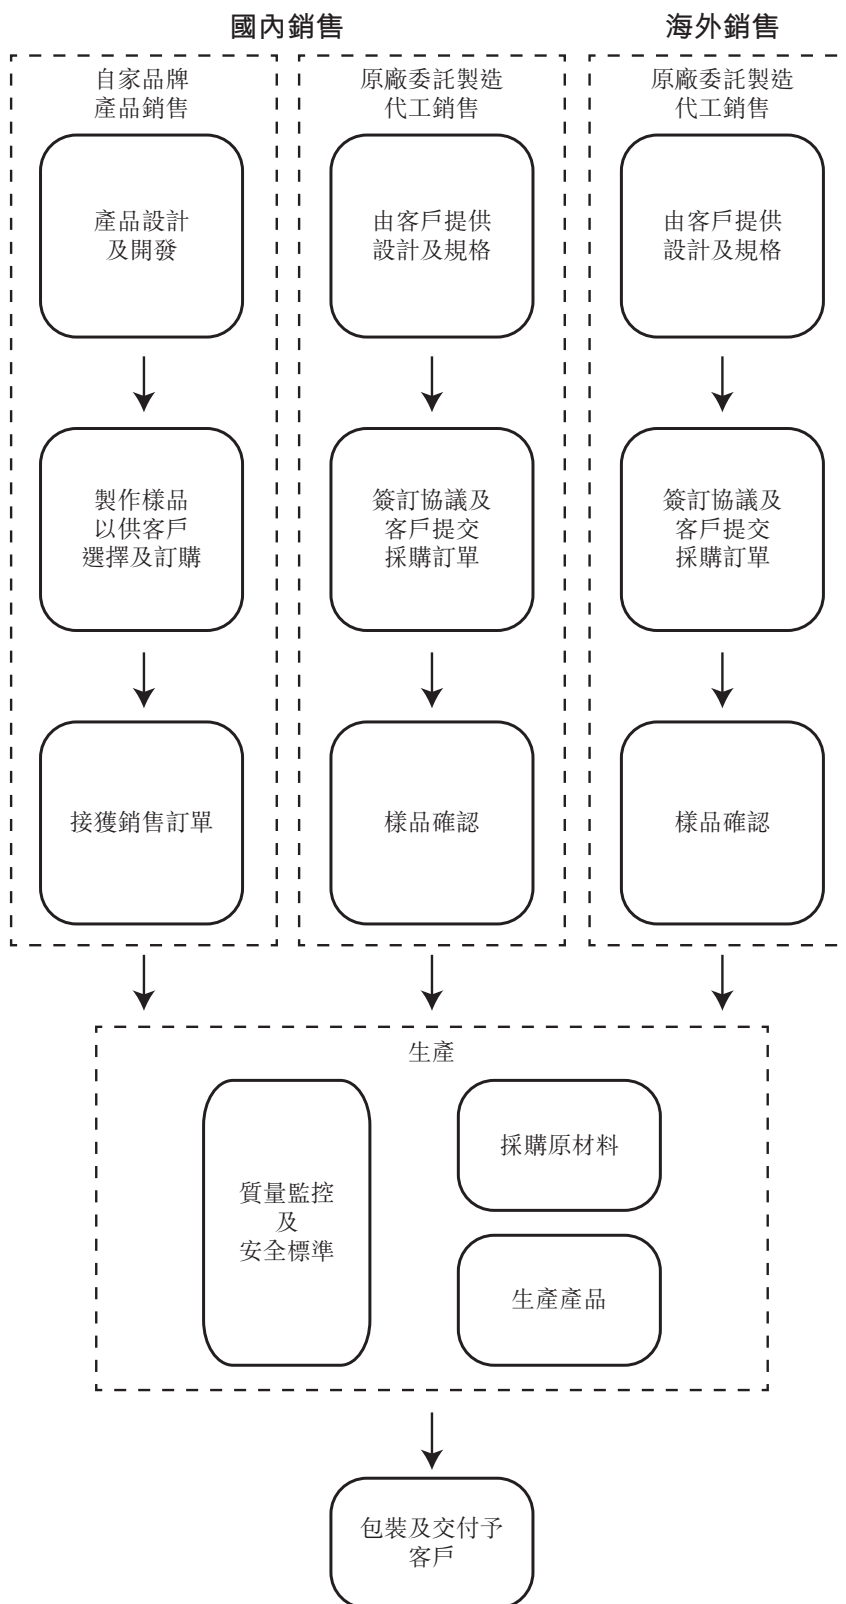 國內銷售
海外銷售
自家品牌
產品銷售
原廠委託製造
代工銷售
原廠委託製造
代工銷售
產品設計
及開發
由客戶提供
設計及規格
由客戶提供
設計及規格
製作樣品
以供客戶
選擇及訂購
簽訂協議及
客戶提交
採購訂單
簽訂協議及
客戶提交
採購訂單
接獲銷售訂單
樣品確認
樣品確認
生產
質量監控
及
安全標準
採購原材料
生產產品
包裝及交付予
客戶